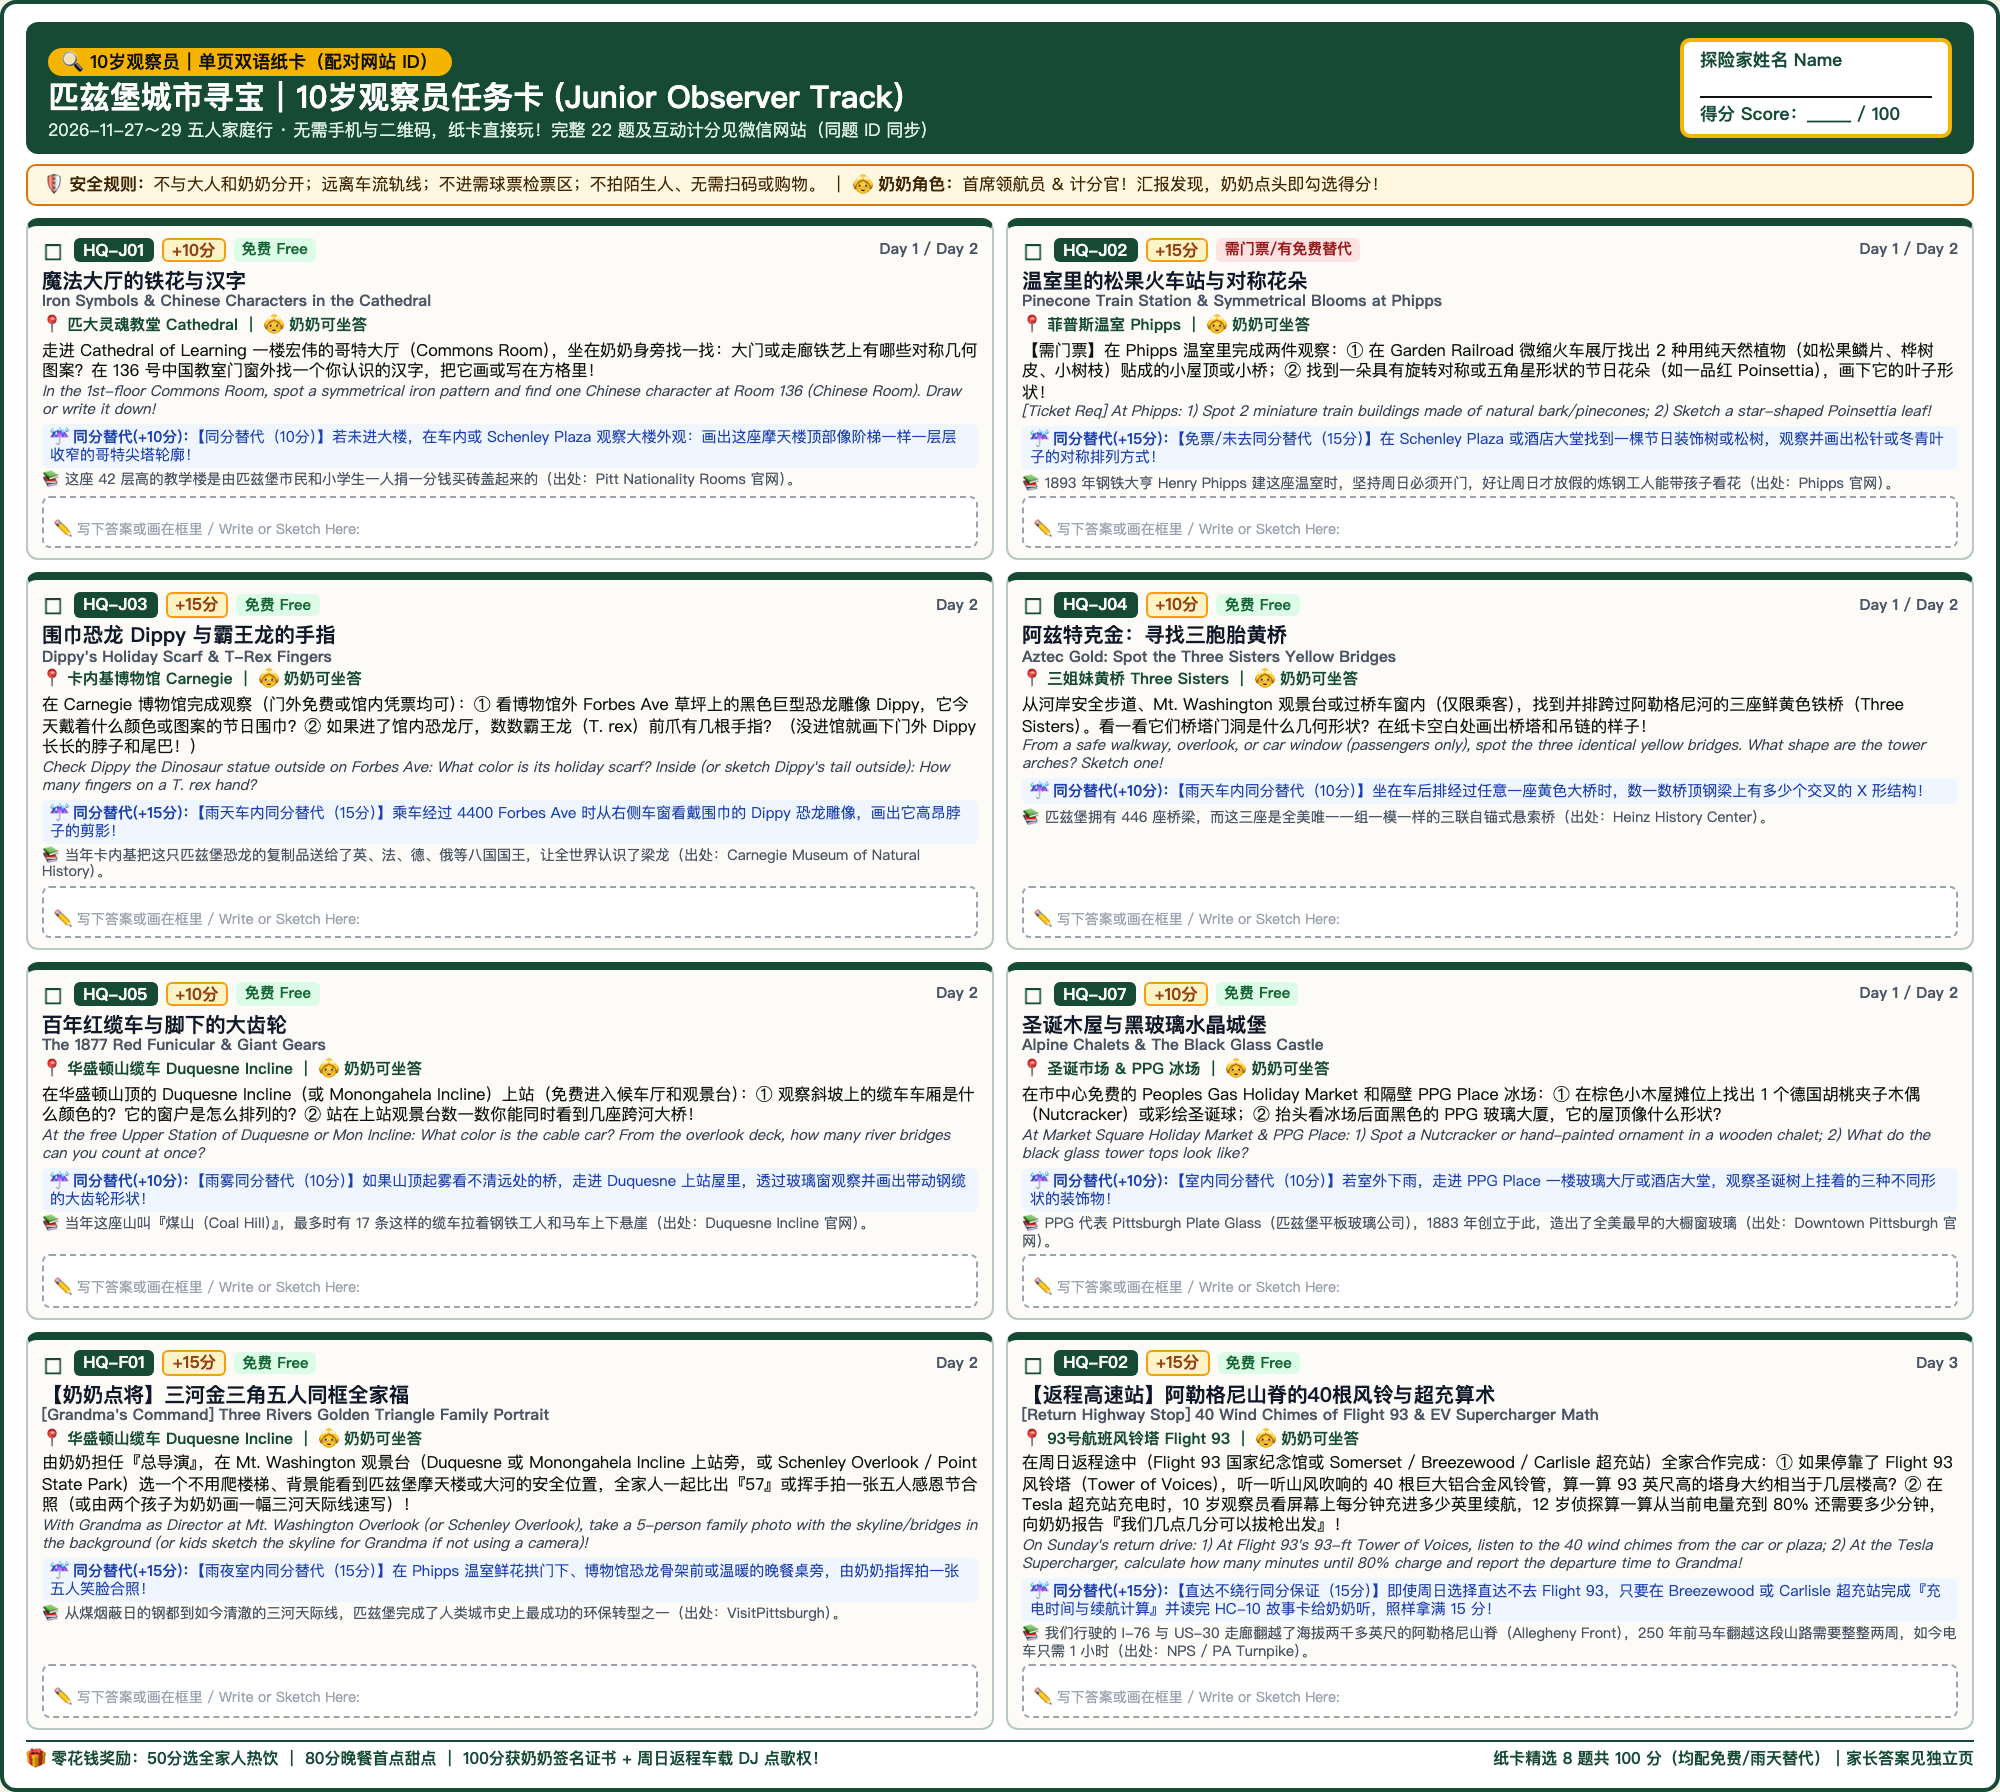 🔍 10岁观察员｜单页双语纸卡（配对网站 ID）
匹兹堡城市寻宝｜10岁观察员任务卡 (Junior Observer Track)
2026-11-27～29 五人家庭行 · 无需手机与二维码，纸卡直接玩！完整 22 题及互动计分见微信网站（同题 ID 同步）
探险家姓名 Name
得分 Score：_____ / 100
🛡️ 安全规则：不与大人和奶奶分开；远离车流轨线；不进需球票检票区；不拍陌生人、无需扫码或购物。 ｜ 👵 奶奶角色：首席领航员 & 计分官！汇报发现，奶奶点头即勾选得分！
☐ HQ-J01 +10分 免费 Free Day 1 / Day 2
魔法大厅的铁花与汉字
Iron Symbols & Chinese Characters in the Cathedral
📍 匹大灵魂教堂 Cathedral ｜ 👵 奶奶可坐答
走进 Cathedral of Learning 一楼宏伟的哥特大厅（Commons Room），坐在奶奶身旁找一找：大门或走廊铁艺上有哪些对称几何
图案？在 136 号中国教室门窗外找一个你认识的汉字，把它画或写在方格里！
In the 1st-floor Commons Room, spot a symmetrical iron pattern and find one Chinese character at Room 136 (Chinese Room). Draw
or write it down!
☔ 同分替代(+10分)：【同分替代（10分）】若未进大楼，在车内或 Schenley Plaza 观察大楼外观：画出这座摩天楼顶部像阶梯一样一层层
收窄的哥特尖塔轮廓！
📚 这座 42 层高的教学楼是由匹兹堡市民和小学生一人捐一分钱买砖盖起来的（出处：Pitt Nationality Rooms 官网）。
✏️ 写下答案或画在框里 / Write or Sketch Here:
☐ HQ-J02 +15分 需门票/有免费替代 Day 1 / Day 2
温室里的松果火车站与对称花朵
Pinecone Train Station & Symmetrical Blooms at Phipps
📍 菲普斯温室 Phipps ｜ 👵 奶奶可坐答
【需门票】在 Phipps 温室里完成两件观察：① 在 Garden Railroad 微缩火车展厅找出 2 种用纯天然植物（如松果鳞片、桦树
皮、小树枝）贴成的小屋顶或小桥；② 找到一朵具有旋转对称或五角星形状的节日花朵（如一品红 Poinsettia），画下它的叶子形
状！
[Ticket Req] At Phipps: 1) Spot 2 miniature train buildings made of natural bark/pinecones; 2) Sketch a star-shaped Poinsettia leaf!
☔ 同分替代(+15分)：【免票/未去同分替代（15分）】在 Schenley Plaza 或酒店大堂找到一棵节日装饰树或松树，观察并画出松针或冬青叶
子的对称排列方式！
📚 1893 年钢铁大亨 Henry Phipps 建这座温室时，坚持周日必须开门，好让周日才放假的炼钢工人能带孩子看花（出处：Phipps 官网）。
✏️ 写下答案或画在框里 / Write or Sketch Here:
☐ HQ-J03 +15分 免费 Free Day 2
围巾恐龙 Dippy 与霸王龙的手指
Dippy's Holiday Scarf & T-Rex Fingers
📍 卡内基博物馆 Carnegie ｜ 👵 奶奶可坐答
在 Carnegie 博物馆完成观察（门外免费或馆内凭票均可）：① 看博物馆外 Forbes Ave 草坪上的黑色巨型恐龙雕像 Dippy，它今
天戴着什么颜色或图案的节日围巾？② 如果进了馆内恐龙厅，数数霸王龙（T. rex）前爪有几根手指？（没进馆就画下门外 Dippy
长长的脖子和尾巴！）
Check Dippy the Dinosaur statue outside on Forbes Ave: What color is its holiday scarf? Inside (or sketch Dippy's tail outside): How
many fingers on a T. rex hand?
☔ 同分替代(+15分)：【雨天车内同分替代（15分）】乘车经过 4400 Forbes Ave 时从右侧车窗看戴围巾的 Dippy 恐龙雕像，画出它高昂脖
子的剪影！
📚 当年卡内基把这只匹兹堡恐龙的复制品送给了英、法、德、俄等八国国王，让全世界认识了梁龙（出处：Carnegie Museum of Natural
History）。
✏️ 写下答案或画在框里 / Write or Sketch Here:
☐ HQ-J04 +10分 免费 Free Day 1 / Day 2
阿兹特克金：寻找三胞胎黄桥
Aztec Gold: Spot the Three Sisters Yellow Bridges
📍 三姐妹黄桥 Three Sisters ｜ 👵 奶奶可坐答
从河岸安全步道、Mt. Washington 观景台或过桥车窗内（仅限乘客），找到并排跨过阿勒格尼河的三座鲜黄色铁桥（Three
Sisters）。看一看它们桥塔门洞是什么几何形状？在纸卡空白处画出桥塔和吊链的样子！
From a safe walkway, overlook, or car window (passengers only), spot the three identical yellow bridges. What shape are the tower
arches? Sketch one!
☔ 同分替代(+10分)：【雨天车内同分替代（10分）】坐在车后排经过任意一座黄色大桥时，数一数桥顶钢梁上有多少个交叉的 X 形结构！
📚 匹兹堡拥有 446 座桥梁，而这三座是全美唯一一组一模一样的三联自锚式悬索桥（出处：Heinz History Center）。
✏️ 写下答案或画在框里 / Write or Sketch Here:
☐ HQ-J05 +10分 免费 Free Day 2
百年红缆车与脚下的大齿轮
The 1877 Red Funicular & Giant Gears
📍 华盛顿山缆车 Duquesne Incline ｜ 👵 奶奶可坐答
在华盛顿山顶的 Duquesne Incline（或 Monongahela Incline）上站（免费进入候车厅和观景台）：① 观察斜坡上的缆车车厢是什
么颜色的？它的窗户是怎么排列的？② 站在上站观景台数一数你能同时看到几座跨河大桥！
At the free Upper Station of Duquesne or Mon Incline: What color is the cable car? From the overlook deck, how many river bridges
can you count at once?
☔ 同分替代(+10分)：【雨雾同分替代（10分）】如果山顶起雾看不清远处的桥，走进 Duquesne 上站屋里，透过玻璃窗观察并画出带动钢缆
的大齿轮形状！
📚 当年这座山叫『煤山（Coal Hill）』，最多时有 17 条这样的缆车拉着钢铁工人和马车上下悬崖（出处：Duquesne Incline 官网）。
✏️ 写下答案或画在框里 / Write or Sketch Here:
☐ HQ-J07 +10分 免费 Free Day 1 / Day 2
圣诞木屋与黑玻璃水晶城堡
Alpine Chalets & The Black Glass Castle
📍 圣诞市场 & PPG 冰场 ｜ 👵 奶奶可坐答
在市中心免费的 Peoples Gas Holiday Market 和隔壁 PPG Place 冰场：① 在棕色小木屋摊位上找出 1 个德国胡桃夹子木偶
（Nutcracker）或彩绘圣诞球；② 抬头看冰场后面黑色的 PPG 玻璃大厦，它的屋顶像什么形状？
At Market Square Holiday Market & PPG Place: 1) Spot a Nutcracker or hand-painted ornament in a wooden chalet; 2) What do the
black glass tower tops look like?
☔ 同分替代(+10分)：【室内同分替代（10分）】若室外下雨，走进 PPG Place 一楼玻璃大厅或酒店大堂，观察圣诞树上挂着的三种不同形
状的装饰物！
📚 PPG 代表 Pittsburgh Plate Glass（匹兹堡平板玻璃公司），1883 年创立于此，造出了全美最早的大橱窗玻璃（出处：Downtown Pittsburgh 官
网）。
✏️ 写下答案或画在框里 / Write or Sketch Here:
☐ HQ-F01 +15分 免费 Free Day 2
【奶奶点将】三河金三角五人同框全家福
[Grandma's Command] Three Rivers Golden Triangle Family Portrait
📍 华盛顿山缆车 Duquesne Incline ｜ 👵 奶奶可坐答
由奶奶担任『总导演』，在 Mt. Washington 观景台（Duquesne 或 Monongahela Incline 上站旁，或 Schenley Overlook / Point
State Park）选一个不用爬楼梯、背景能看到匹兹堡摩天楼或大河的安全位置，全家人一起比出『57』或挥手拍一张五人感恩节合
照（或由两个孩子为奶奶画一幅三河天际线速写）！
With Grandma as Director at Mt. Washington Overlook (or Schenley Overlook), take a 5-person family photo with the skyline/bridges in
the background (or kids sketch the skyline for Grandma if not using a camera)!
☔ 同分替代(+15分)：【雨夜室内同分替代（15分）】在 Phipps 温室鲜花拱门下、博物馆恐龙骨架前或温暖的晚餐桌旁，由奶奶指挥拍一张
五人笑脸合照！
📚 从煤烟蔽日的钢都到如今清澈的三河天际线，匹兹堡完成了人类城市史上最成功的环保转型之一（出处：VisitPittsburgh）。
✏️ 写下答案或画在框里 / Write or Sketch Here:
☐ HQ-F02 +15分 免费 Free Day 3
【返程高速站】阿勒格尼山脊的40根风铃与超充算术
[Return Highway Stop] 40 Wind Chimes of Flight 93 & EV Supercharger Math
📍 93号航班风铃塔 Flight 93 ｜ 👵 奶奶可坐答
在周日返程途中（Flight 93 国家纪念馆或 Somerset / Breezewood / Carlisle 超充站）全家合作完成：① 如果停靠了 Flight 93
风铃塔（Tower of Voices），听一听山风吹响的 40 根巨大铝合金风铃管，算一算 93 英尺高的塔身大约相当于几层楼高？② 在
Tesla 超充站充电时，10 岁观察员看屏幕上每分钟充进多少英里续航，12 岁侦探算一算从当前电量充到 80% 还需要多少分钟，
向奶奶报告『我们几点几分可以拔枪出发』！
On Sunday's return drive: 1) At Flight 93's 93-ft Tower of Voices, listen to the 40 wind chimes from the car or plaza; 2) At the Tesla
Supercharger, calculate how many minutes until 80% charge and report the departure time to Grandma!
☔ 同分替代(+15分)：【直达不绕行同分保证（15分）】即使周日选择直达不去 Flight 93，只要在 Breezewood 或 Carlisle 超充站完成『充
电时间与续航计算』并读完 HC-10 故事卡给奶奶听，照样拿满 15 分！
📚 我们行驶的 I-76 与 US-30 走廊翻越了海拔两千多英尺的阿勒格尼山脊（Allegheny Front），250 年前马车翻越这段山路需要整整两周，如今电
车只需 1 小时（出处：NPS / PA Turnpike）。
✏️ 写下答案或画在框里 / Write or Sketch Here:
🎁 零花钱奖励：50分选全家人热饮 ｜ 80分晚餐首点甜点 ｜ 100分获奶奶签名证书 + 周日返程车载 DJ 点歌权！
纸卡精选 8 题共 100 分（均配免费/雨天替代）｜家长答案见独立页